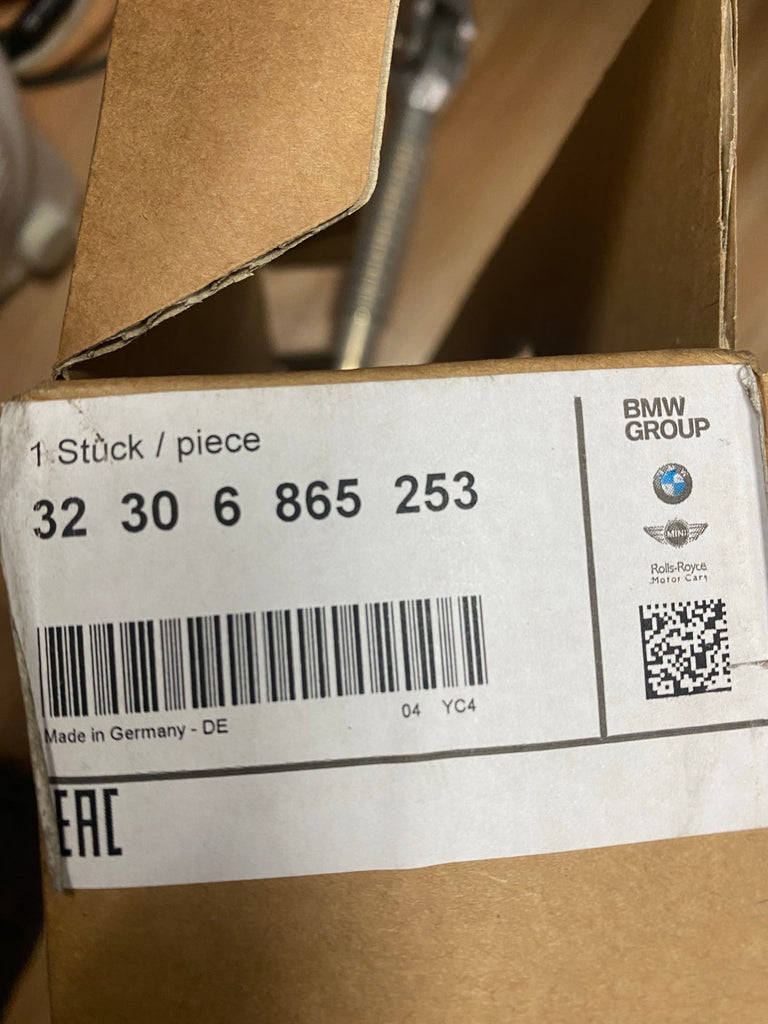 1 Stück / piece
32 30 6 865 253
Made in Germany - DE
04 YC4
EAC
BMW
GROUP
MINI
Rolls-Royce
Motor Cars